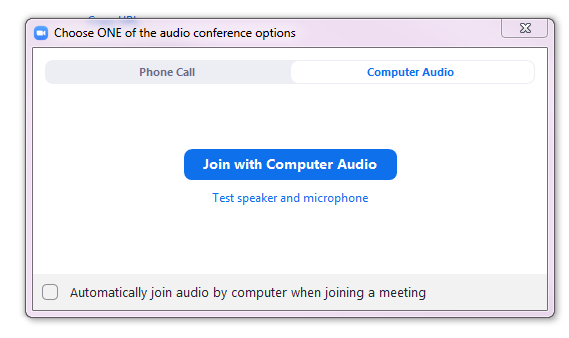 Choose ONE of the audio conference options
Phone Call
Computer Audio
Join with Computer Audio
Test speaker and microphone
Automatically join audio by computer when joining a meeting